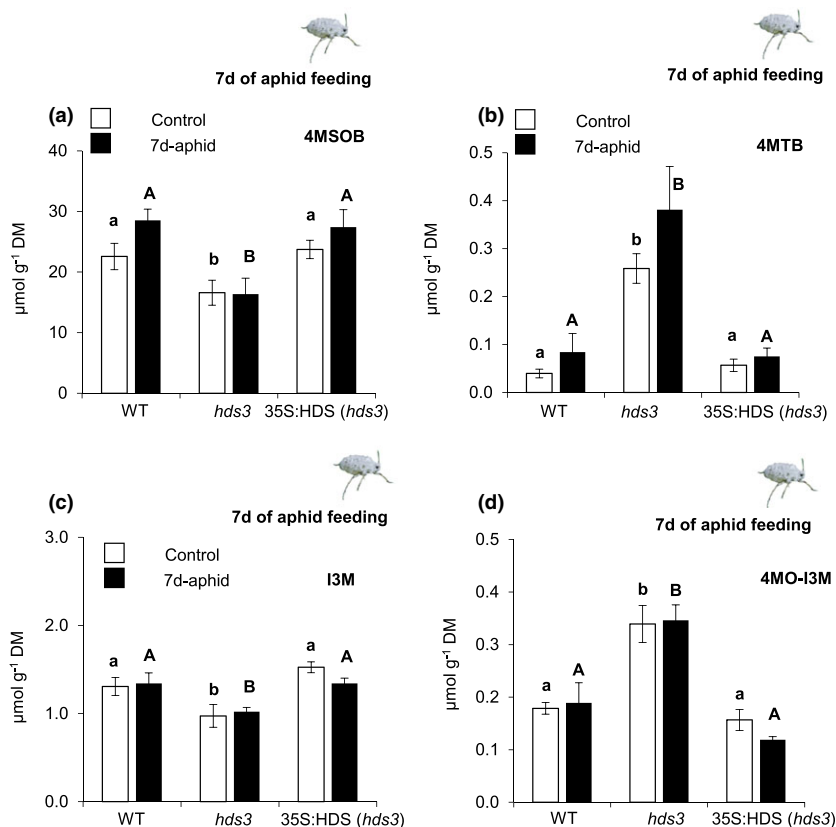 7d of aphid feeding
(a)
Control
7d-aphid
4MSOB
40
30
20
10
0
µmol g⁻¹ DM
a
A
b
B
a
A
WT
hds3
35S:HDS (hds3)
7d of aphid feeding
(b)
Control
7d-aphid
4MTB
0.5
0.4
0.3
0.2
0.1
0.0
µmol g⁻¹ DM
a
A
b
B
a
A
WT
hds3
35S:HDS (hds3)
7d of aphid feeding
(c)
Control
7d-aphid
I3M
3.0
2.0
1.0
0.0
µmol g⁻¹ DM
a
A
b
B
a
A
WT
hds3
35S:HDS (hds3)
7d of aphid feeding
(d)
4MO-I3M
0.5
0.4
0.3
0.2
0.1
0.0
µmol g⁻¹ DM
a
A
b
B
a
A
WT
hds3
35S:HDS (hds3)